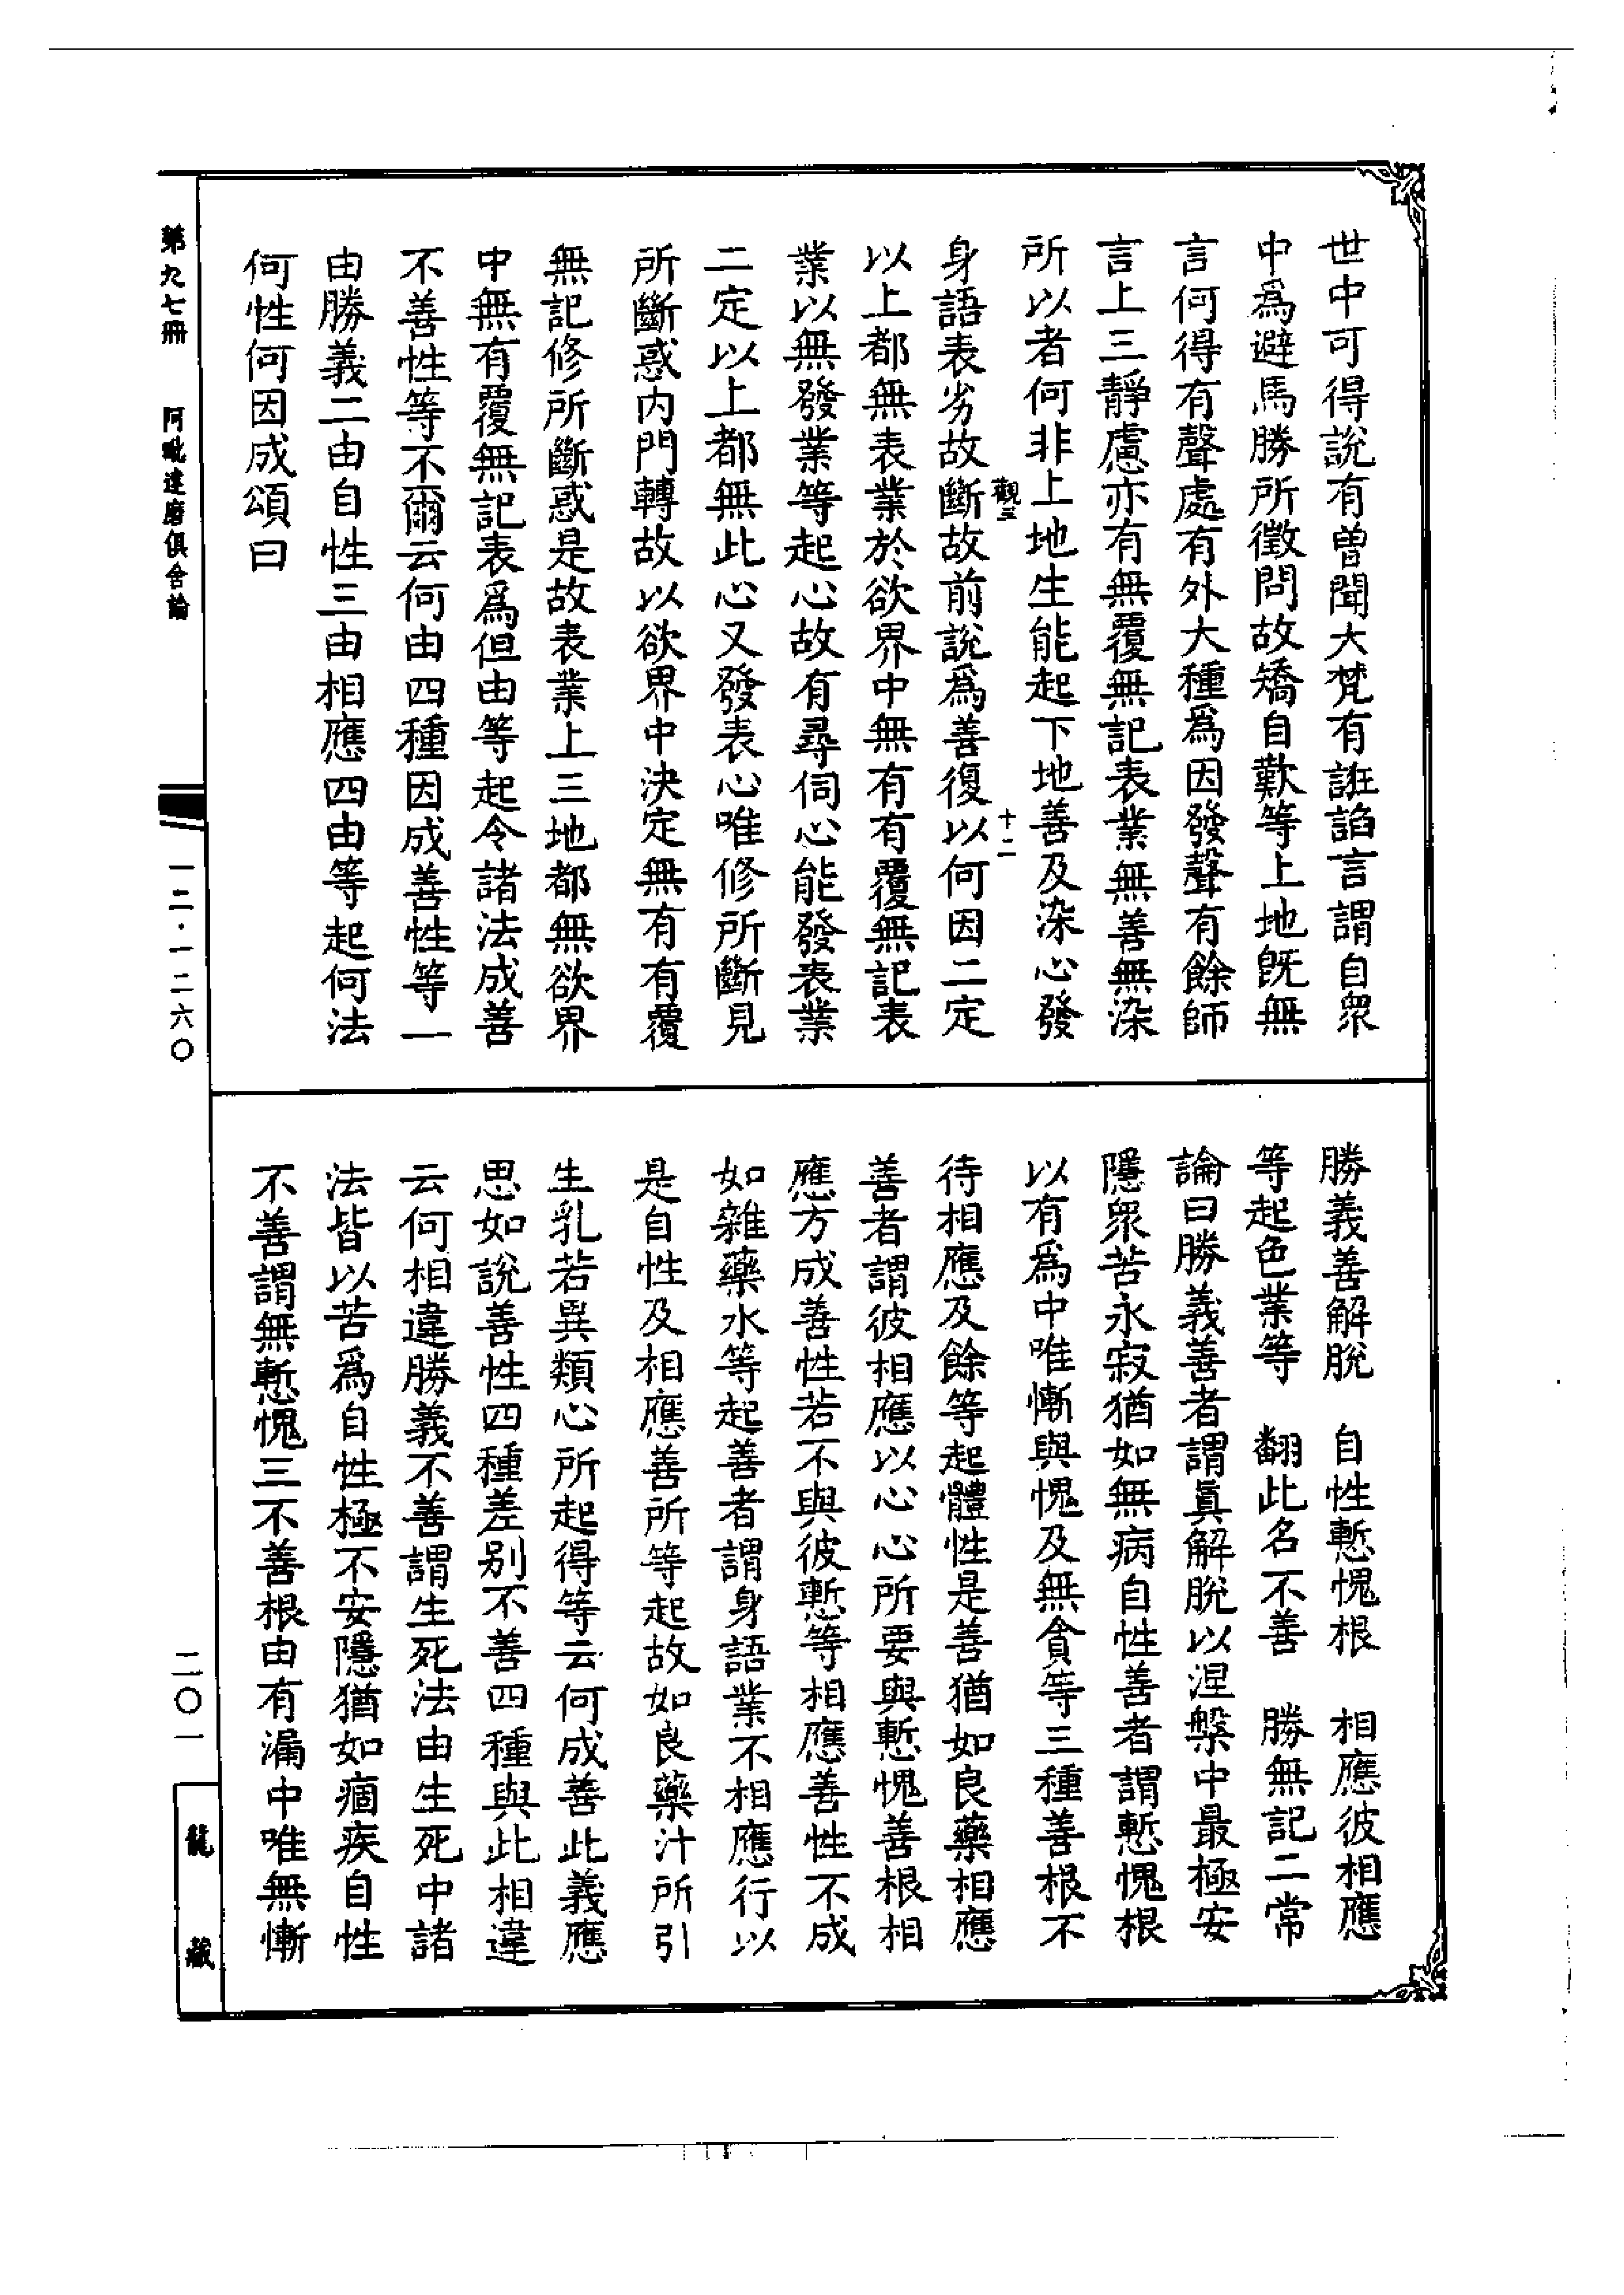 世中可得說有曾聞大梵有誑諂言謂自眾
中爲避馬勝所徵問故矯自歎等上地旣無
言何得有聲處有外大種爲因發聲有餘師
言上三靜慮亦有無覆無記表業無善無染
所以者何非上地生能起下地善及染心發
觀三
十二
身語表劣故斷故前說爲善復以何因二定
以上都無表業於欲界中無有有覆無記表
業以無發業等起心故有尋伺心能發表業
二定以上都無此心又發表心唯修所斷見
所斷惑內門轉故以欲界中決定無有有覆
無記修所斷惑是故表業上三地都無欲界
中無有覆無記表爲但由等起令諸法成善
不善性等不爾云何由四種因成善性等一
由勝義二由自性三由相應四由等起何法
何性何因成頌曰
勝義善解脫　自性慙愧根　相應彼相應
等起色業等　翻此名不善　勝無記二常
論曰勝義善者謂眞解脫以涅槃中最極安
隱眾苦永寂猶如無病自性善者謂慙愧根
以有爲中唯慚與愧及無貪等三種善根不
待相應及餘等起體性是善猶如良藥相應
善者謂彼相應以心心所要與慙愧善根相
應方成善性若不與彼慙等相應善性不成
如雜藥水等起善者謂身語業不相應行以
是自性及相應善所等起故如良藥汁所引
生乳若異類心所起得等云何成善此義應
思如說善性四種差別不善四種與此相違
云何相違勝義不善謂生死法由生死中諸
法皆以苦爲自性極不安隱猶如痼疾自性
不善謂無慙愧三不善根由有漏中唯無慚
第九七冊　阿毗達磨俱舍論
一二·一二六〇
二〇一
龍藏